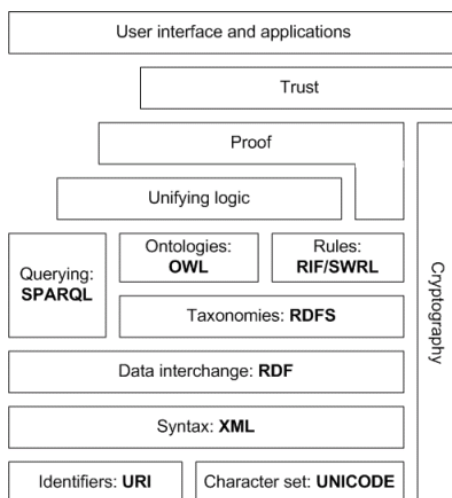 User interface and applications
Trust
Proof
Unifying logic
Querying:
SPARQL
Ontologies:
OWL
Rules:
RIF/SWRL
Taxonomies: RDFS
Data interchange: RDF
Syntax: XML
Identifiers: URI
Character set: UNICODE
Cryptography